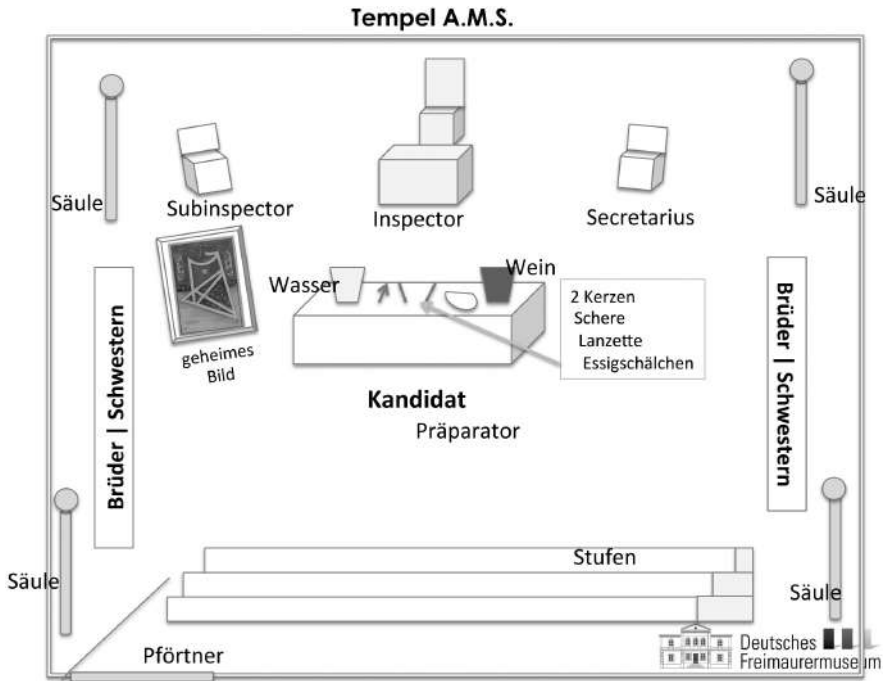 Tempel A.M.S.
Säule
Subinspector
Inspector
Secretarius
Säule
Wasser
Wein
2 Kerzen
Schere
Lanzette
Essigschälchen
geheimes
Bild
Brüder | Schwestern
Brüder | Schwestern
Kandidat
Präparator
Stufen
Säule
Säule
Pförtner
Deutsches
Freimaurermuseum